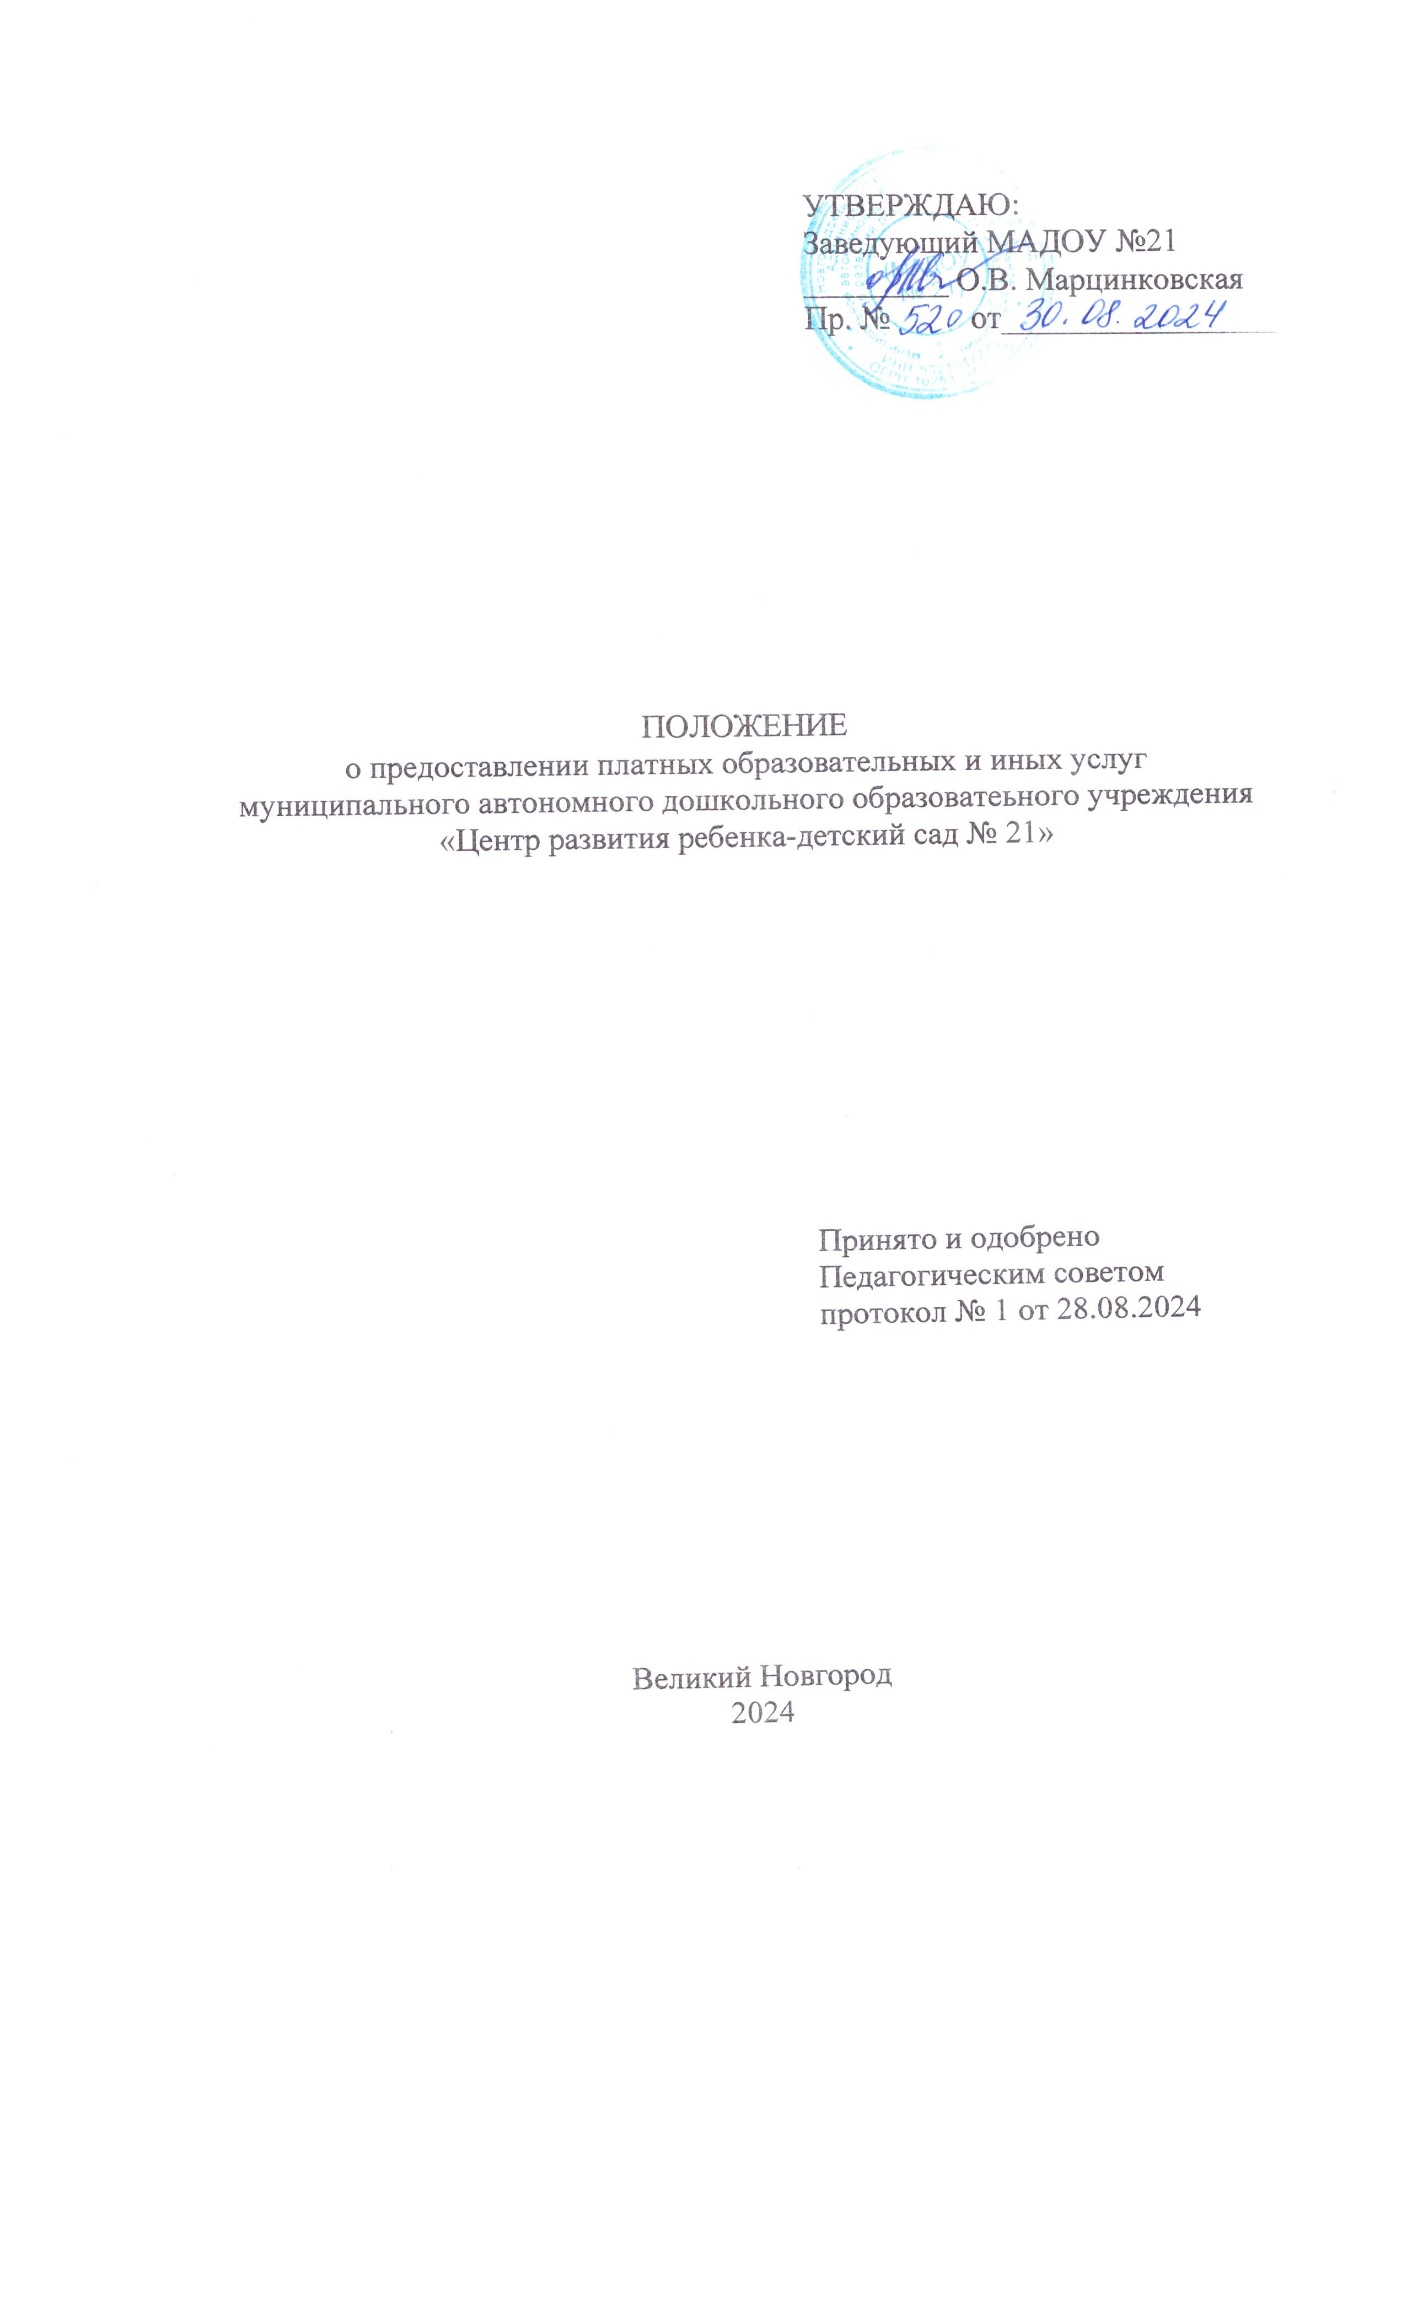 УТВЕРЖДАЮ:
Заведующий МАДОУ №21
О.В. Марцинковская
Пр. № 520 от 30.08.2024
ПОЛОЖЕНИЕ
о предоставлении платных образовательных и иных услуг
муниципального автономного дошкольного образоватеьного учреждения
«Центр развития ребенка-детский сад № 21»
Принято и одобрено
Педагогическим советом
протокол № 1 от 28.08.2024
Великий Новгород
2024